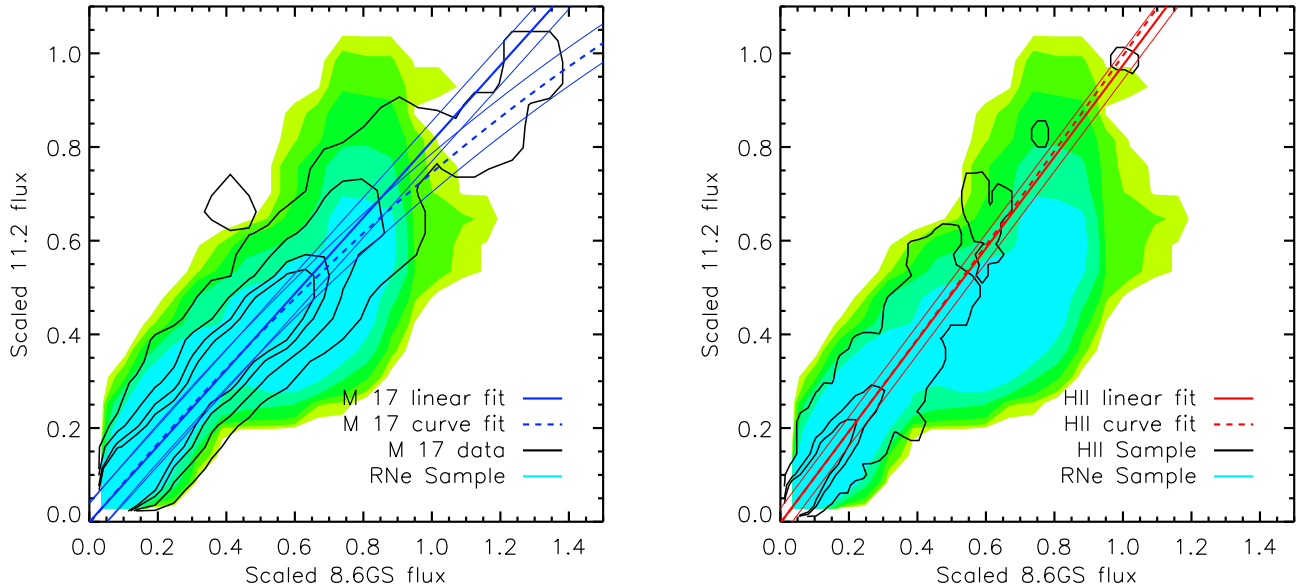 1.0
0.8
0.6
0.4
0.2
0.0
Scaled 11.2 flux
M 17 linear fit
M 17 curve fit
M 17 data
RNe Sample
0.0 0.2 0.4 0.6 0.8 1.0 1.2 1.4
Scaled 8.6GS flux
1.0
0.8
0.6
0.4
0.2
0.0
Scaled 11.2 flux
HII linear fit
HII curve fit
HII Sample
RNe Sample
0.0 0.2 0.4 0.6 0.8 1.0 1.2 1.4
Scaled 8.6GS flux